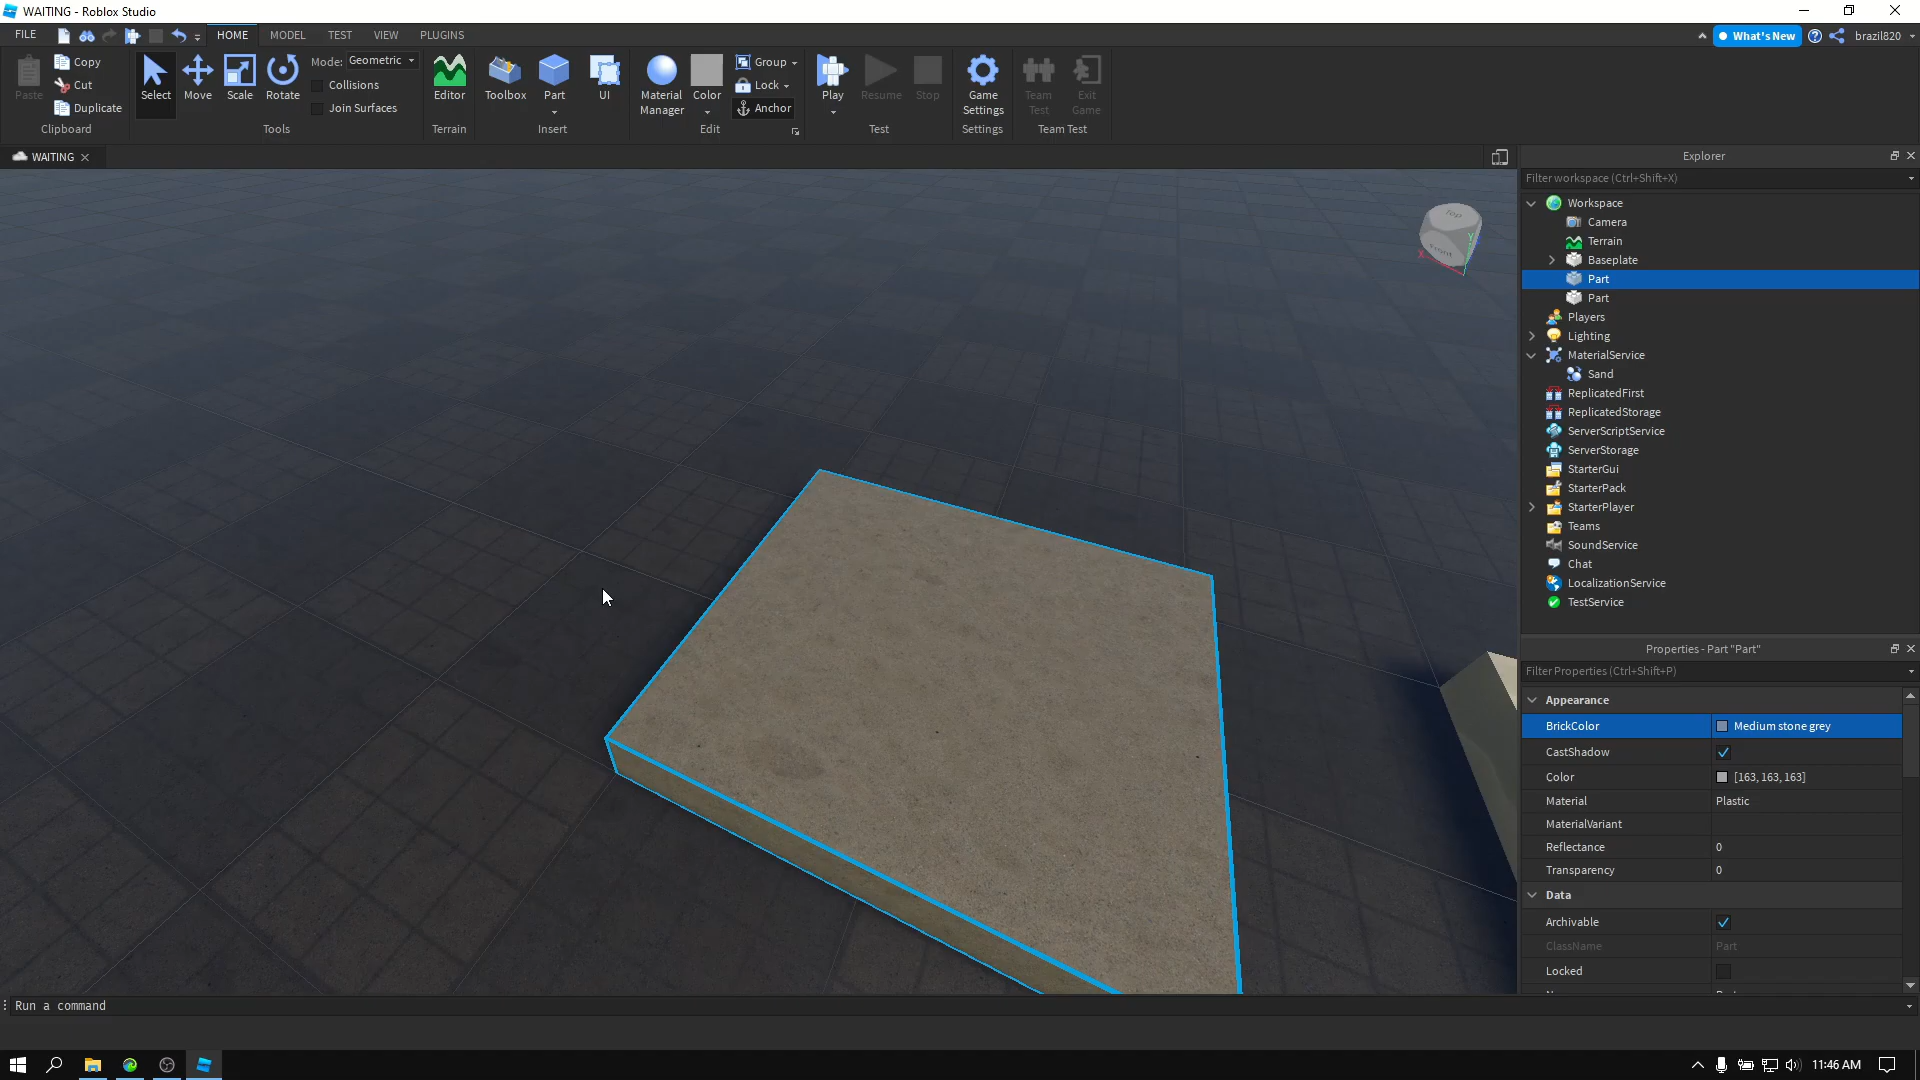 WAITING - Roblox Studio
FILE
HOME
MODEL
TEST
VIEW
PLUGINS
What's New
brazil820
Paste
Copy
Cut
Duplicate
Clipboard
Select
Move
Scale
Rotate
Mode: Geometric
Collisions
Join Surfaces
Tools
Editor
Terrain
Toolbox
Part
UI
Insert
Material Manager
Color
Group
Lock
Anchor
Edit
Play
Resume
Stop
Test
Game Settings
Settings
Team Test
Exit Game
Team Test
WAITING
Top
Front
X
Y
Explorer
Filter workspace (Ctrl+Shift+X)
Workspace
Camera
Terrain
Baseplate
Part
Part
Players
Lighting
MaterialService
Sand
ReplicatedFirst
ReplicatedStorage
ServerScriptService
ServerStorage
StarterGui
StarterPack
StarterPlayer
Teams
SoundService
Chat
LocalizationService
TestService
Properties - Part "Part"
Filter Properties (Ctrl+Shift+P)
Appearance
BrickColor Medium stone grey
CastShadow
Color [163, 163, 163]
Material Plastic
MaterialVariant
Reflectance 0
Transparency 0
Data
Archivable
ClassName Part
Locked
Run a command
11:46 AM